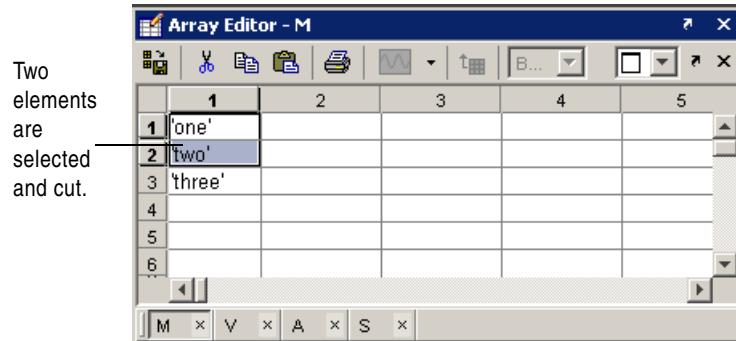 Array Editor - M
B...
Two
elements
are
selected
and cut.
1 2 3 4 5
1 'one'
2 'two'
3 'three'
4
5
6
M V A S